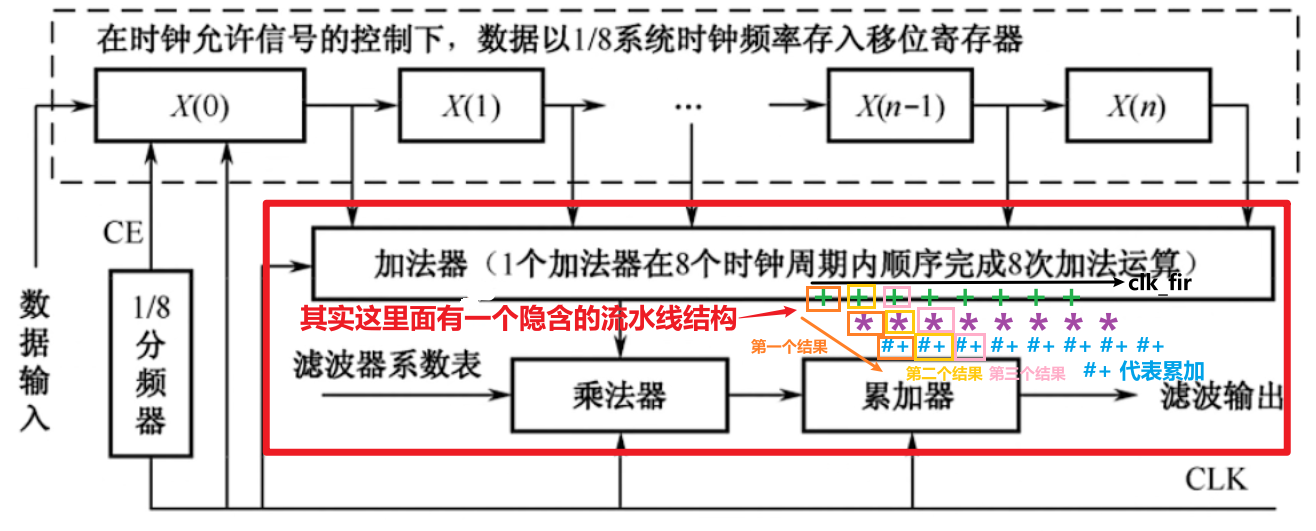 在时钟允许信号的控制下，数据以1/8系统时钟频率存入移位寄存器
X(0)
X(1)
...
X(n-1)
X(n)
CE
数据输入
1/8分频器
加法器（1个加法器在8个时钟周期内顺序完成8次加法运算）
clk_fir
+ + + + + + + +
其实这里面有一个隐含的流水线结构
* * * * * * * *
第一个结果
#+ #+ #+ #+ #+ #+ #+ #+
滤波器系数表
第二个结果 第三个结果
#+ 代表累加
乘法器
累加器
滤波输出
CLK